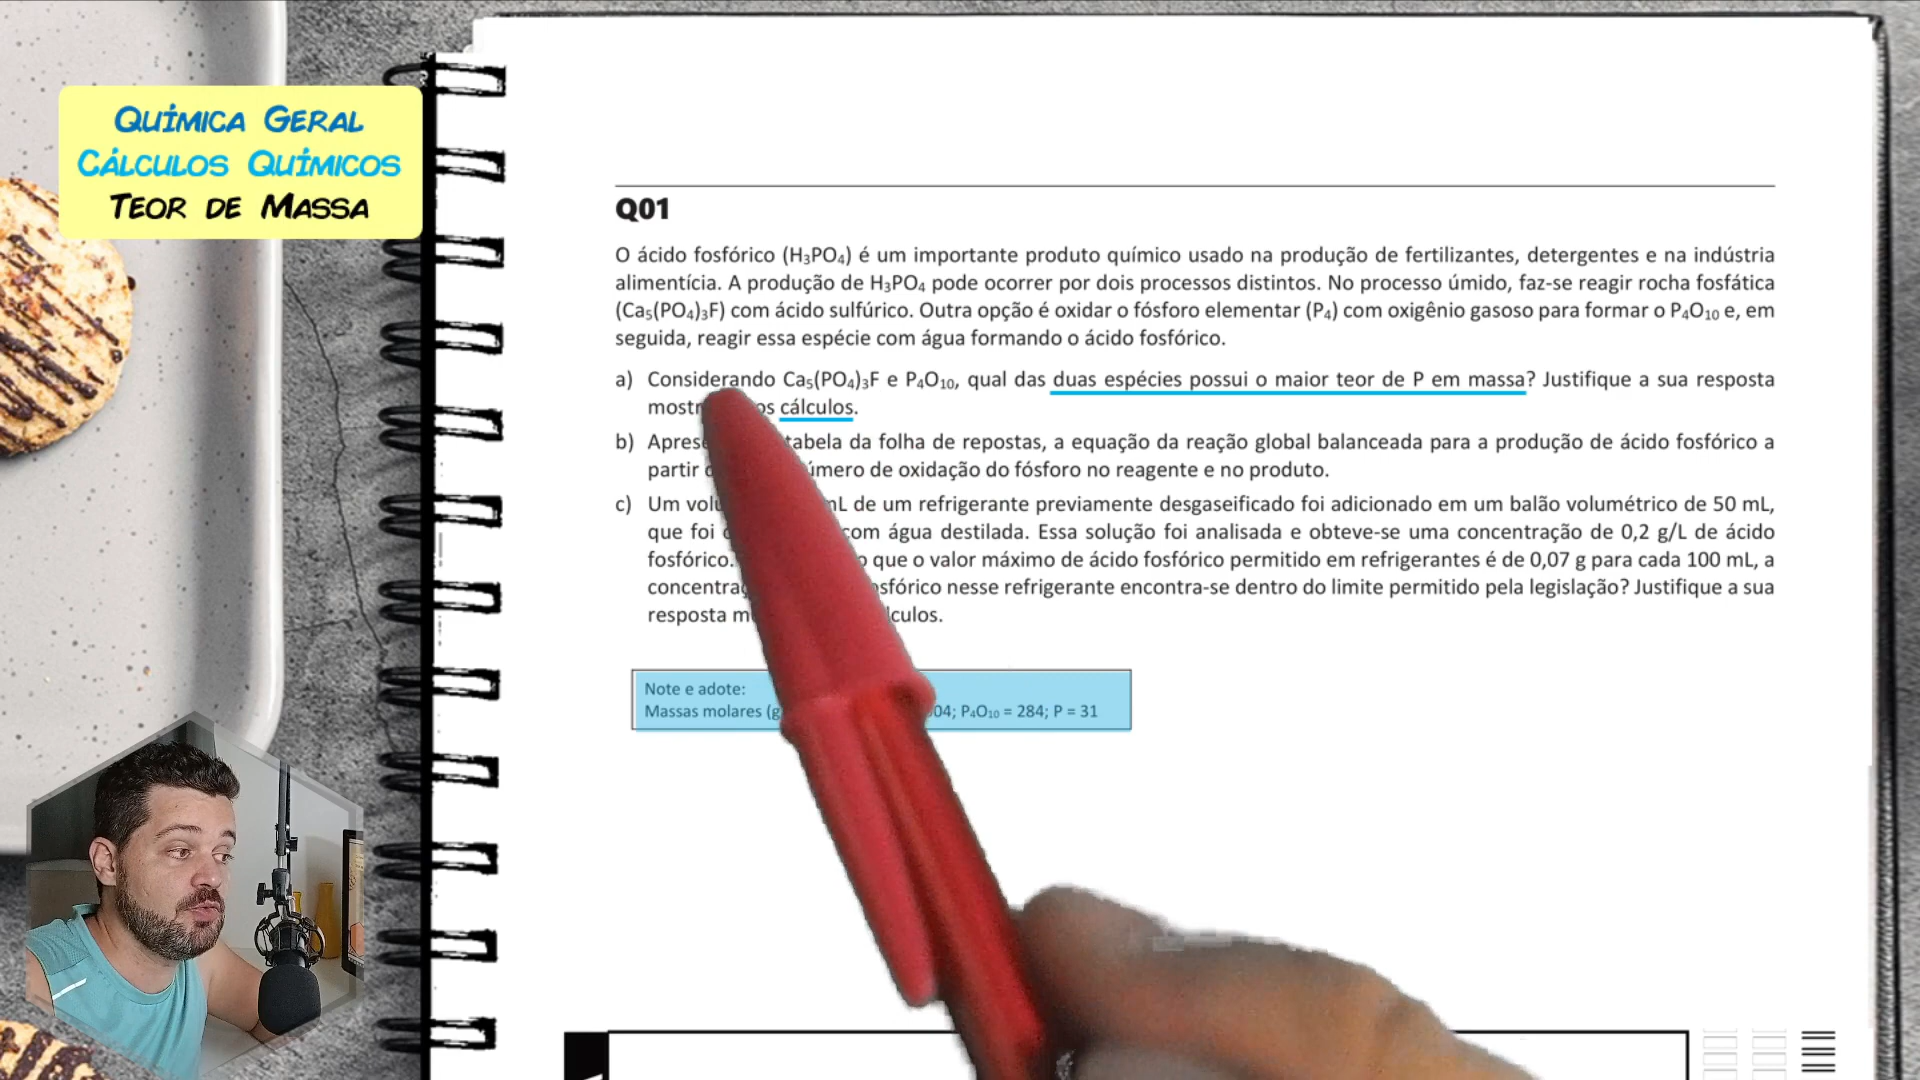 QUÍMICA GERAL
CÁLCULOS QUÍMICOS
TEOR DE MASSA
Q01
O ácido fosfórico (H₃PO₄) é um importante produto químico usado na produção de fertilizantes, detergentes e na indústria
alimentícia. A produção de H₃PO₄ pode ocorrer por dois processos distintos. No processo úmido, faz-se reagir rocha fosfática
(Ca₅(PO₄)₃F) com ácido sulfúrico. Outra opção é oxidar o fósforo elementar (P₄) com oxigênio gasoso para formar o P₄O₁₀ e, em
seguida, reagir essa espécie com água formando o ácido fosfórico.
a) Considerando Ca₅(PO₄)₃F e P₄O₁₀, qual das duas espécies possui o maior teor de P em massa? Justifique a sua resposta
os cálculos.
b) tabela da folha de repostas, a equação da reação global balanceada para a produção de ácido fosfórico a
partir de oxidação do fósforo no reagente e no produto.
c) Um mL de um refrigerante previamente desgaseificado foi adicionado em um balão volumétrico de 50 mL,
que foi com água destilada. Essa solução foi analisada e obteve-se uma concentração de 0,2 g/L de ácido
fosfórico. que o valor máximo de ácido fosfórico permitido em refrigerantes é de 0,07 g para cada 100 mL, a
nesse refrigerante encontra-se dentro do limite permitido pela legislação? Justifique a sua
resposta
Note e adote:
Massas molares P₄O₁₀ = 284; P = 31